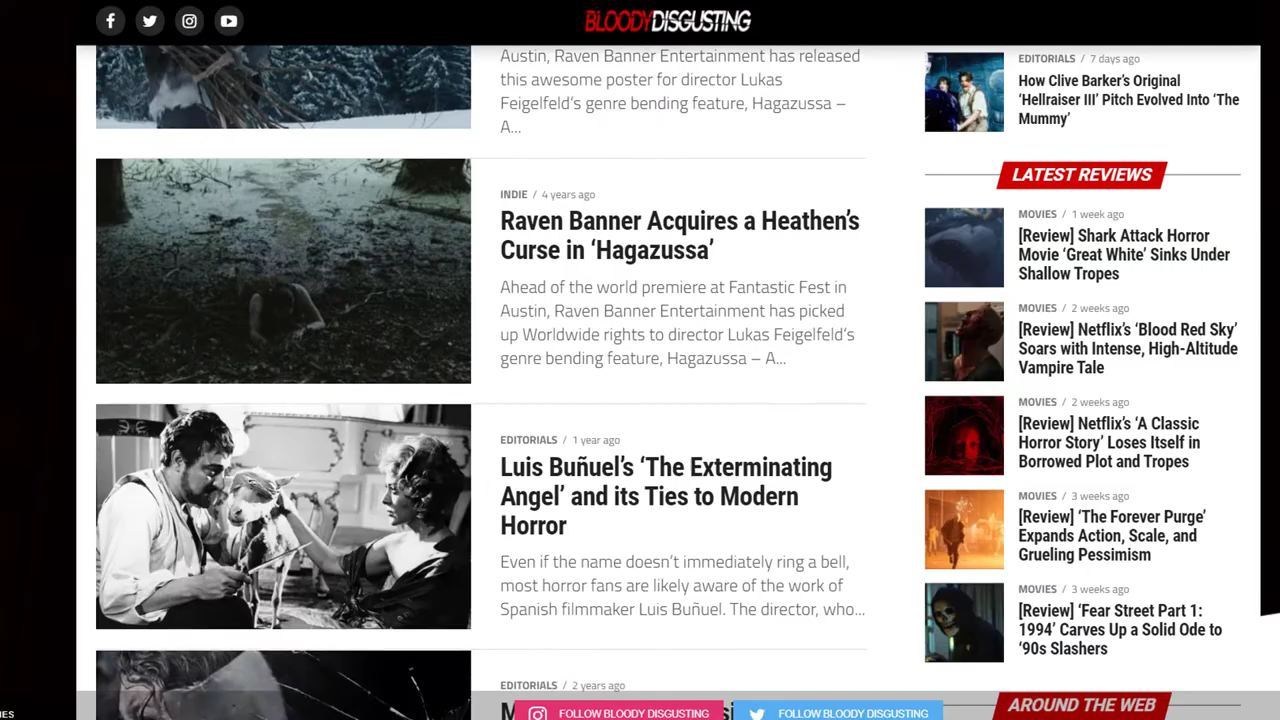 BLOODY DISGUSTING
Austin, Raven Banner Entertainment has released
this awesome poster for director Lukas
Feigelfeld's genre bending feature, Hagazussa –
A...
INDIE / 4 years ago
Raven Banner Acquires a Heathen's
Curse in 'Hagazussa'
Ahead of the world premiere at Fantastic Fest in
Austin, Raven Banner Entertainment has picked
up Worldwide rights to director Lukas Feigelfeld's
genre bending feature, Hagazussa – A...
EDITORIALS / 1 year ago
Luis Buñuel's 'The Exterminating
Angel' and its Ties to Modern
Horror
Even if the name doesn't immediately ring a bell,
most horror fans are likely aware of the work of
Spanish filmmaker Luis Buñuel. The director, who...
EDITORIALS / 2 years ago
EDITORIALS / 7 days ago
How Clive Barker's Original
'Hellraiser III' Pitch Evolved Into 'The
Mummy'
LATEST REVIEWS
MOVIES / 1 week ago
[Review] Shark Attack Horror
Movie 'Great White' Sinks Under
Shallow Tropes
MOVIES / 2 weeks ago
[Review] Netflix's 'Blood Red Sky'
Soars with Intense, High-Altitude
Vampire Tale
MOVIES / 2 weeks ago
[Review] Netflix's 'A Classic
Horror Story' Loses Itself in
Borrowed Plot and Tropes
MOVIES / 3 weeks ago
[Review] 'The Forever Purge'
Expands Action, Scale, and
Grueling Pessimism
MOVIES / 3 weeks ago
[Review] 'Fear Street Part 1:
1994' Carves Up a Solid Ode to
'90s Slashers
AROUND THE WEB
FOLLOW BLOODY DISGUSTING
FOLLOW BLOODY DISGUSTING